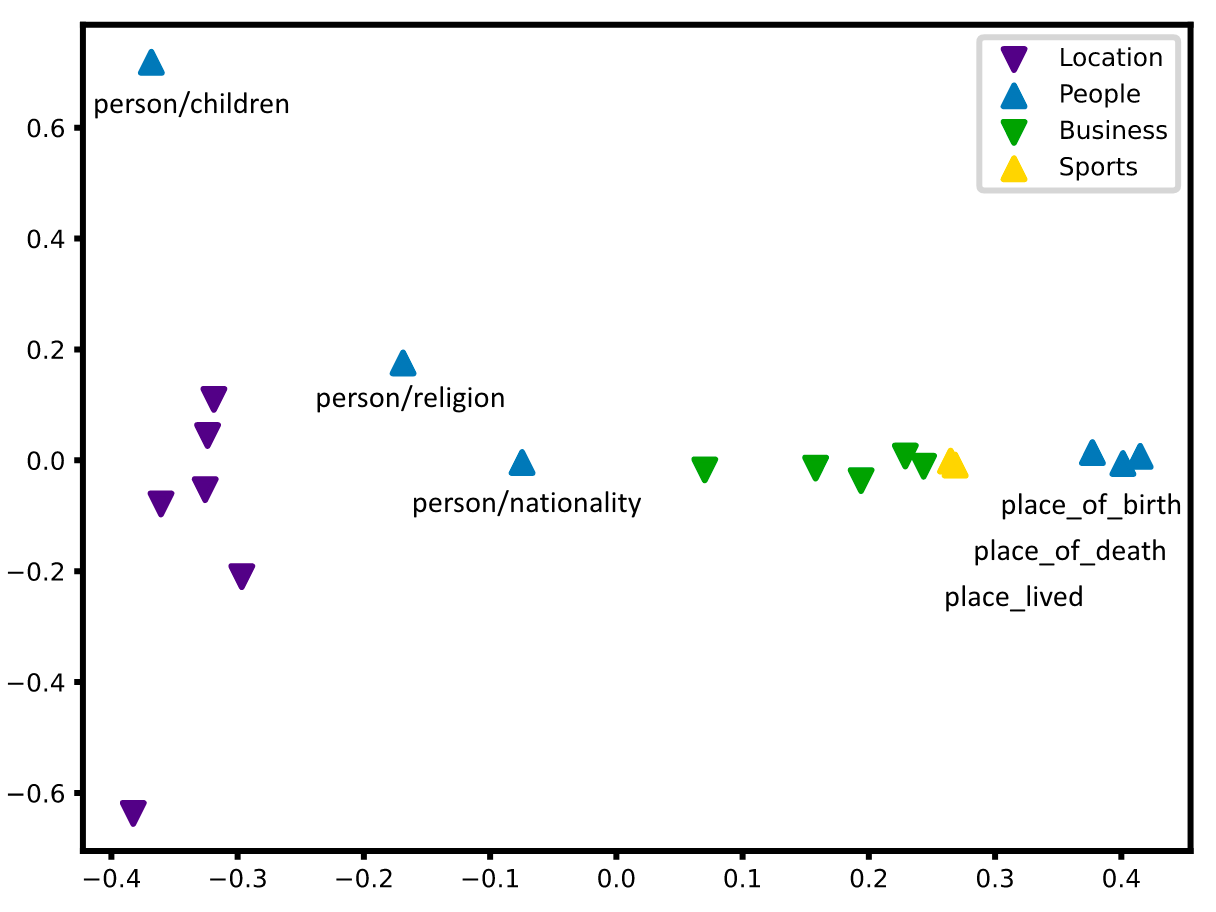 Location
People
Business
Sports
person/children
person/religion
person/nationality
place_of_birth
place_of_death
place_lived
0.6
0.4
0.2
0.0
−0.2
−0.4
−0.6
−0.4
−0.3
−0.2
−0.1
0.0
0.1
0.2
0.3
0.4